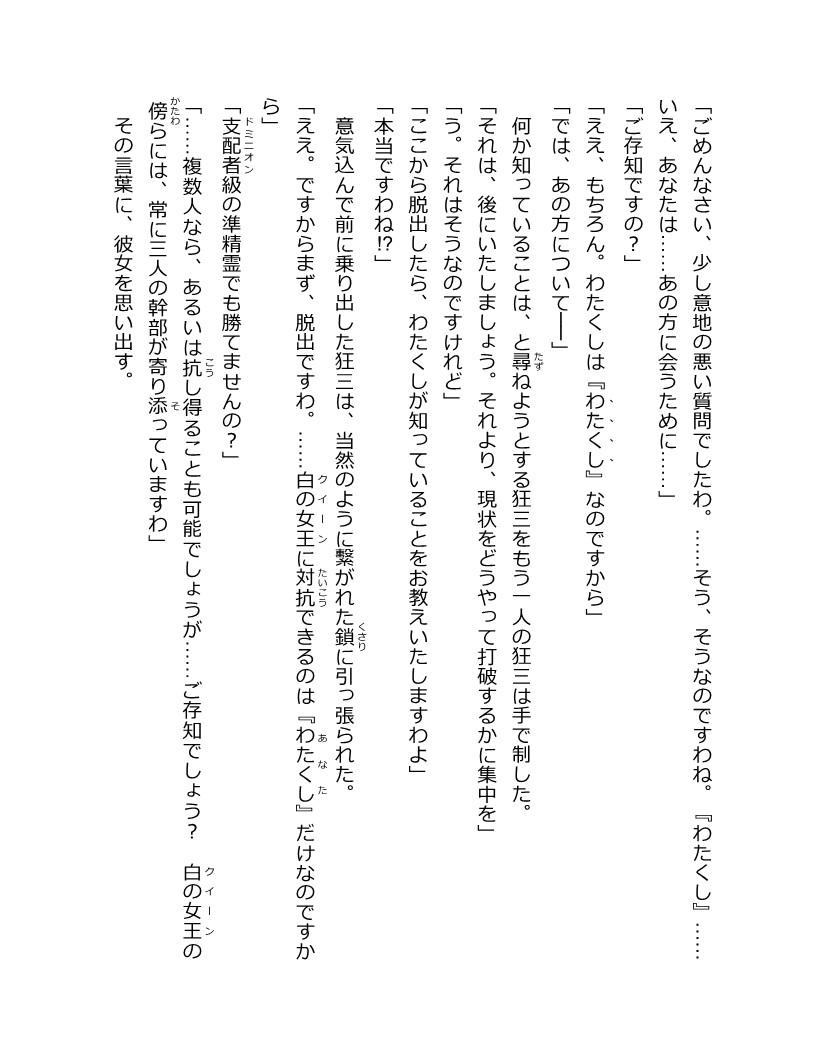 「ごめんなさい、少し意地の悪い質問でしたわ。……そう、そうなのですわね。『わたくし』……
いえ、あなたは……あの方に会うために……」
「ご存知ですの？」
「ええ、もちろん。わたくしは『わたくし』なのですから」
「では、あの方について――」
　何か知っていることは、と尋ねようとする狂三をもう一人の狂三は手で制した。
「それは、後にいたしましょう。それより、現状をどうやって打破するかに集中を」
「う。それはそうなのですけれど」
「ここから脱出したら、わたくしが知っていることをお教えいたしますわよ」
「本当ですわね!?」
　意気込んで前に乗り出した狂三は、当然のように繋がれた鎖に引っ張られた。
「ええ。ですからまず、脱出ですわ。……白の女王に対抗できるのは『わたくし』だけなのですか
ら」
「支配者級の準精霊でも勝てませんの？」
「……複数人なら、あるいは抗し得ることも可能でしょうが……ご存知でしょう？　白の女王の
傍らには、常に三人の幹部が寄り添っていますわ」
　その言葉に、彼女を思い出す。